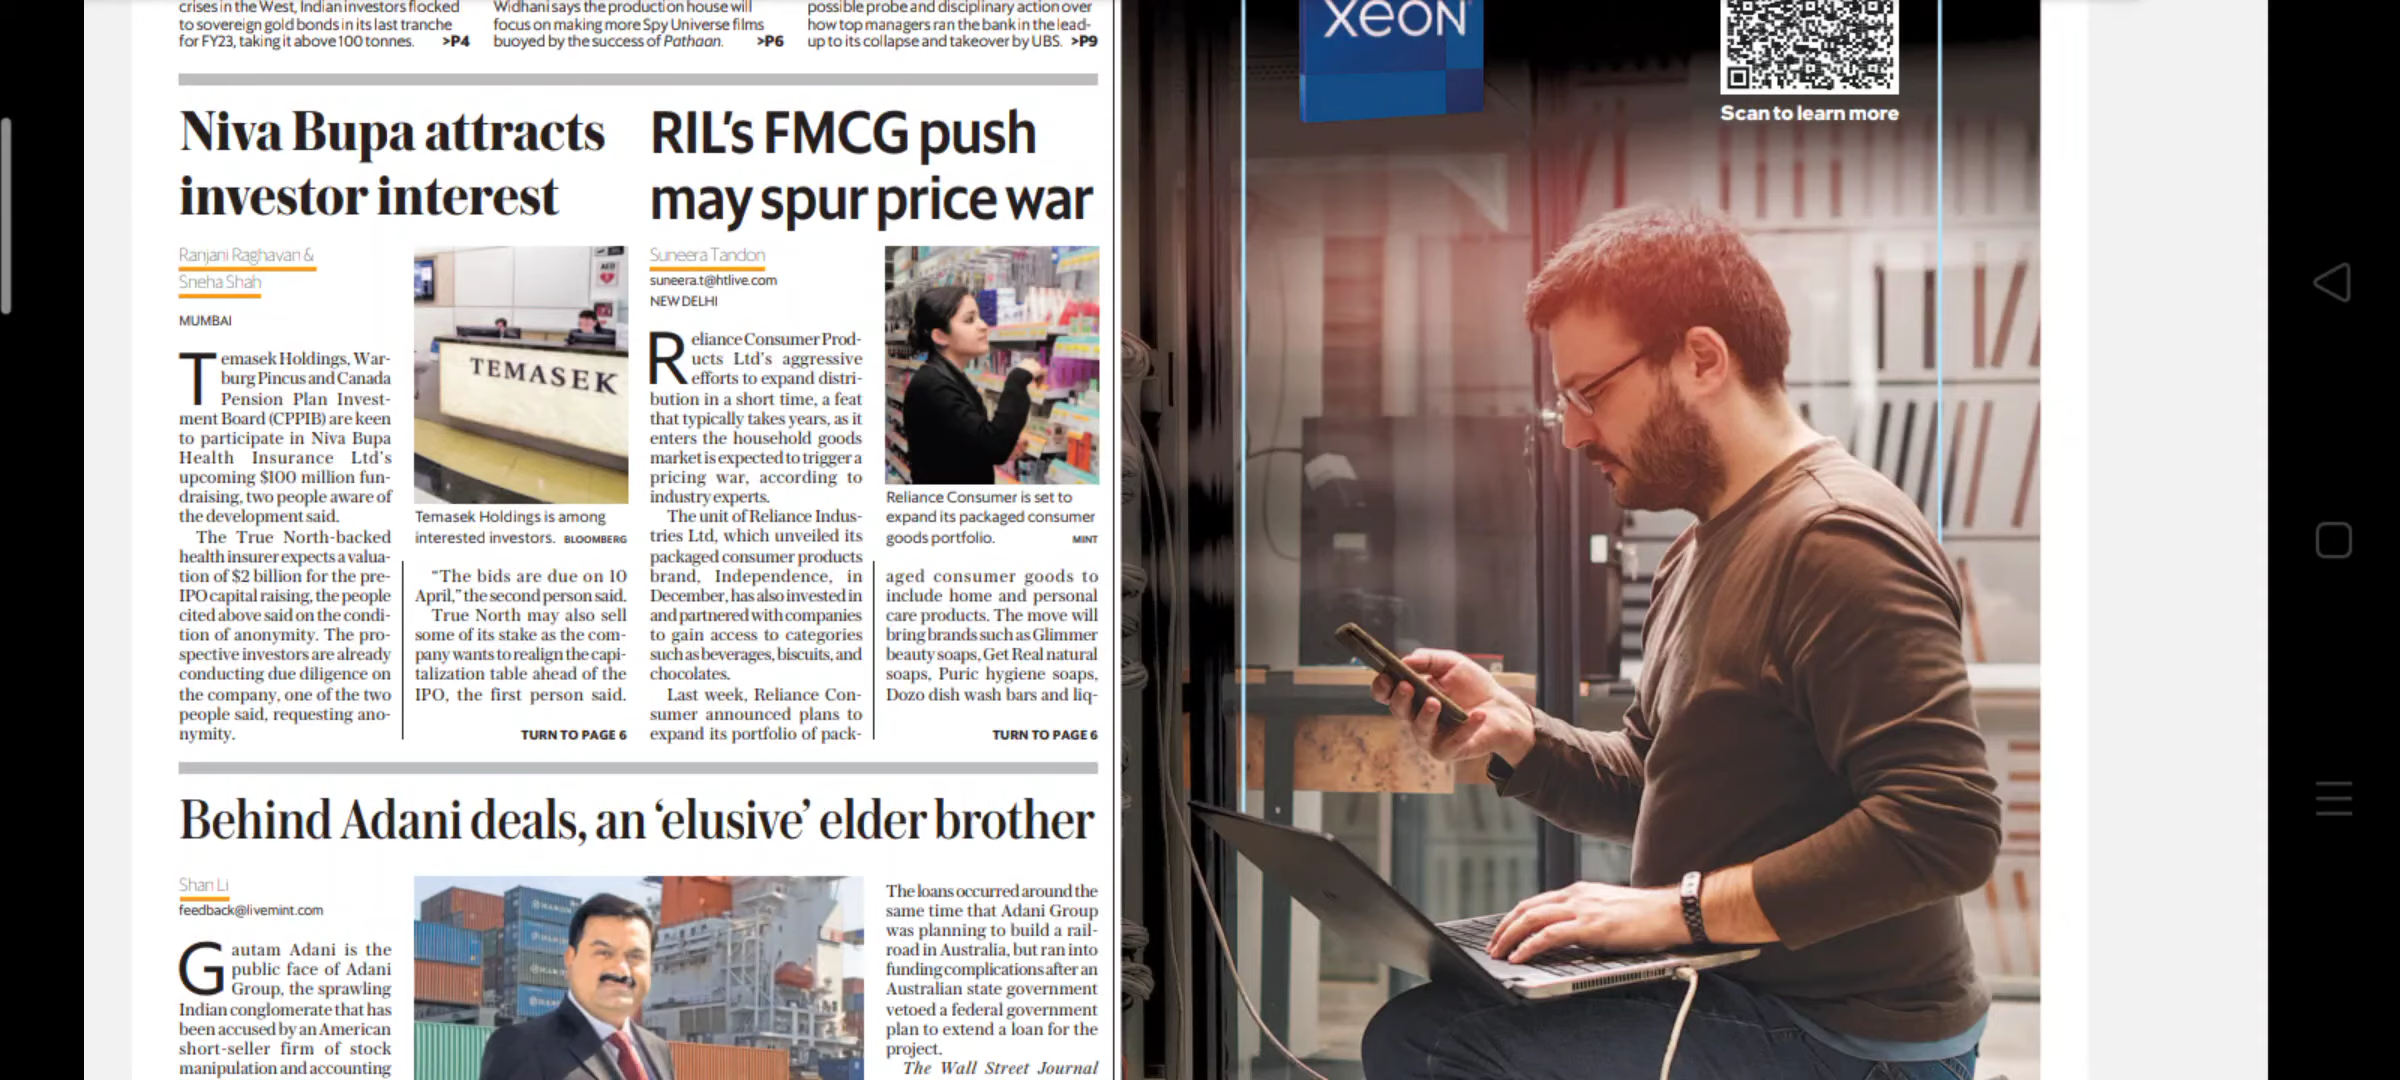 crises in the West, Indian investors flocked
to sovereign gold bonds in its last tranche
for FY23, taking it above 100 tonnes. >P4
Widhani says the production house will
focus on making more Spy Universe films
buoyed by the success of Pathaan. >P6
possible probe and disciplinary action over
how top managers ran the bank in the lead-
up to its collapse and takeover by UBS. >P9
Niva Bupa attracts
investor interest
Ranjani Raghavan &
Sneha Shah
MUMBAI
Temasek Holdings, War-
burg Pincus and Canada
Pension Plan Invest-
ment Board (CPPIB) are keen
to participate in Niva Bupa
Health Insurance Ltd's
upcoming $100 million fun-
draising, two people aware of
the development said.
The True North-backed
health insurer expects a valua-
tion of $2 billion for the pre-
IPO capital raising, the people
cited above said on the condi-
tion of anonymity. The pro-
spective investors are already
conducting due diligence on
the company, one of the two
people said, requesting ano-
nymity.
AED
TEMASEK
Temasek Holdings is among
interested investors. BLOOMBERG
"The bids are due on 10
April," the second person said.
True North may also sell
some of its stake as the com-
pany wants to realign the capi-
talization table ahead of the
IPO, the first person said.
TURN TO PAGE 6
RIL's FMCG push
may spur price war
Suneera Tandon
suneera.t@htlive.com
NEW DELHI
Reliance Consumer Prod-
ucts Ltd's aggressive
efforts to expand distri-
bution in a short time, a feat
that typically takes years, as it
enters the household goods
market is expected to trigger a
pricing war, according to
industry experts.
The unit of Reliance Indus-
tries Ltd, which unveiled its
packaged consumer products
brand, Independence, in
December, has also invested in
and partnered with companies
to gain access to categories
such as beverages, biscuits, and
chocolates.
Last week, Reliance Con-
sumer announced plans to
expand its portfolio of pack-
Reliance Consumer is set to
expand its packaged consumer
goods portfolio. MINT
aged consumer goods to
include home and personal
care products. The move will
bring brands such as Glimmer
beauty soaps, Get Real natural
soaps, Puric hygiene soaps,
Dozo dish wash bars and liq-
TURN TO PAGE 6
Behind Adani deals, an 'elusive' elder brother
Shan Li
feedback@livemint.com
Gautam Adani is the
public face of Adani
Group, the sprawling
Indian conglomerate that has
been accused by an American
short-seller firm of stock
manipulation and accounting
The loans occurred around the
same time that Adani Group
was planning to build a rail-
road in Australia, but ran into
funding complications after an
Australian state government
vetoed a federal government
plan to extend a loan for the
project.
The Wall Street Journal
xeon
Scan to learn more